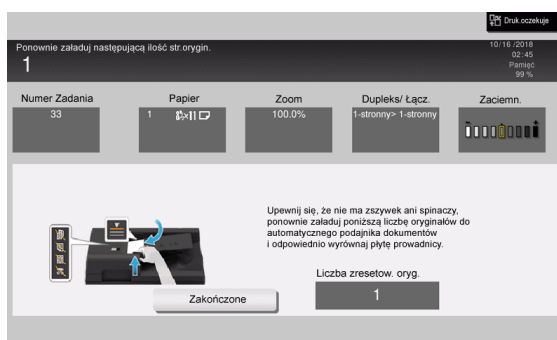 Druk.oczekuje
Ponownie załaduj następującą ilość str.orygin.
1
10/16 /2018
02:45
Pamięć
99 %
Numer Zadania
Papier
Zoom
Dupleks/ Łącz.
Zaciemn.
33
1 8½x11
100.0%
1-stronny> 1-stronny
Upewnij się, że nie ma zszywek ani spinaczy,
ponownie załaduj poniższą liczbę oryginałów do
automatycznego podajnika dokumentów
i odpowiednio wyrównaj płytę prowadnicy.
Liczba zresetow. oryg.
1
Zakończone